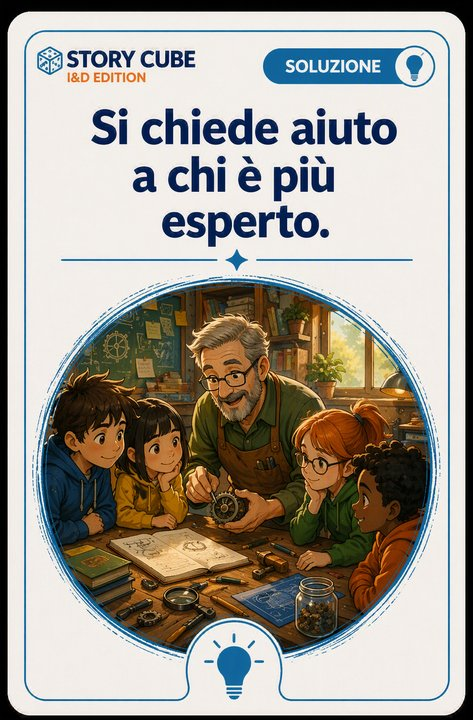 STORY CUBE
I&D EDITION
SOLUZIONE
Si chiede aiuto
a chi è più
esperto.